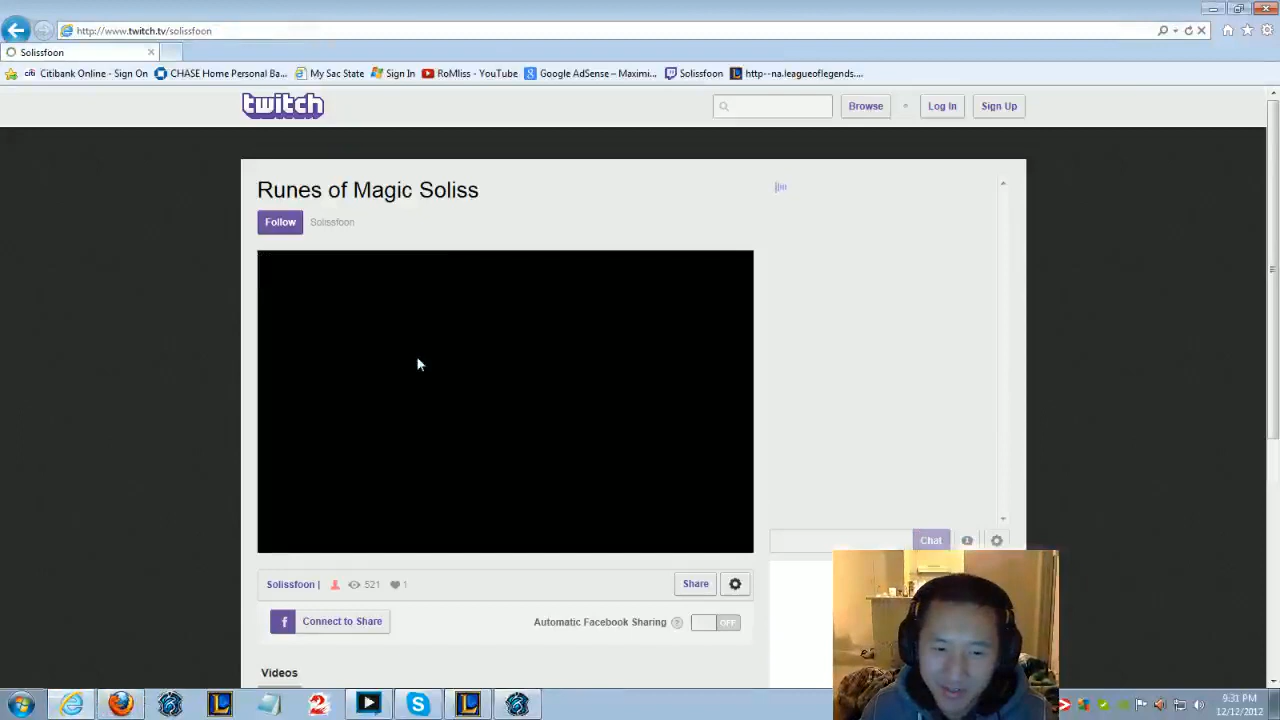 http://www.twitch.tv/solissfoon
Solissfoon
Citibank Online - Sign On
CHASE Home Personal Ba...
My Sac State
Sign In
RoMliss - YouTube
Google AdSense – Maximi...
Solissfoon
http--na.leagueoflegends....
twitch
Browse
Log In
Sign Up
Runes of Magic Soliss
Follow
Solissfoon
Chat
Solissfoon |
521
1
Share
f
Connect to Share
Automatic Facebook Sharing
?
OFF
Videos
9:31 PM
12/12/2012